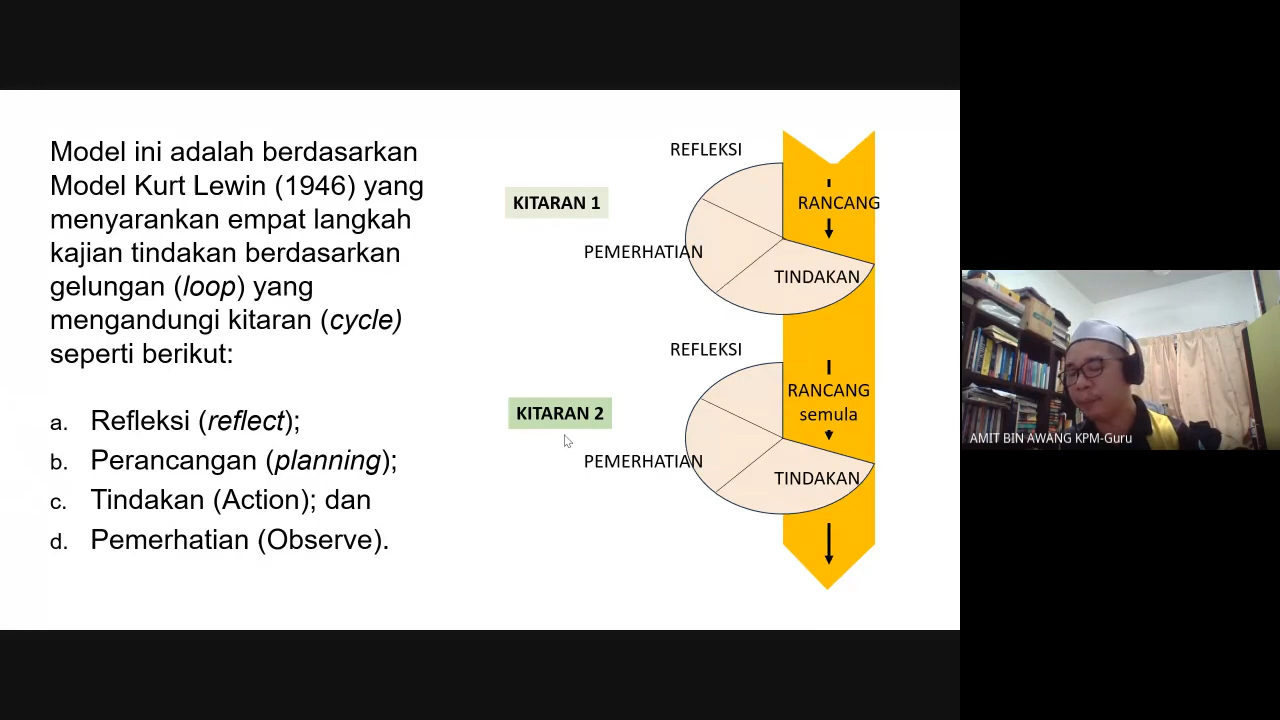 Model ini adalah berdasarkan
Model Kurt Lewin (1946) yang
menyarankan empat langkah
kajian tindakan berdasarkan
gelungan (loop) yang
mengandungi kitaran (cycle)
seperti berikut:
a. Refleksi (reflect);
b. Perancangan (planning);
c. Tindakan (Action); dan
d. Pemerhatian (Observe).
REFLEKSI
KITARAN 1
RANCANG
PEMERHATIAN
TINDAKAN
REFLEKSI
RANCANG
semula
KITARAN 2
PEMERHATIAN
TINDAKAN
AMIT BIN AWANG KPM-Guru